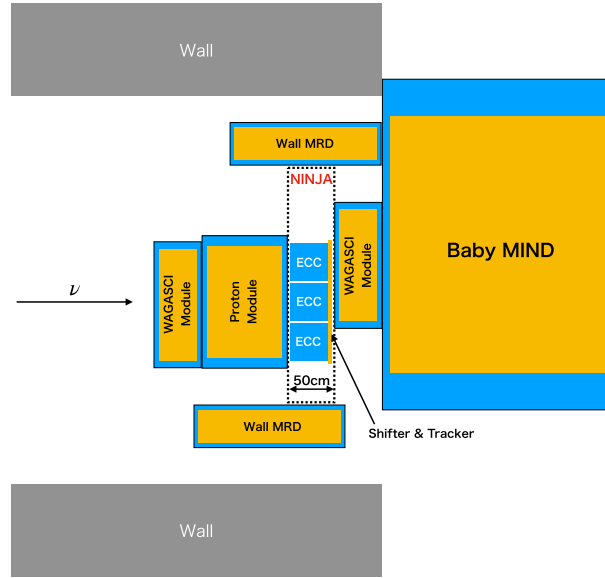 Wall
Wall MRD
NINJA
WAGASCI
Module
Proton
Module
ECC
ECC
ECC
WAGASCI
Module
Baby MIND
ν
50cm
Wall MRD
Shifter & Tracker
Wall